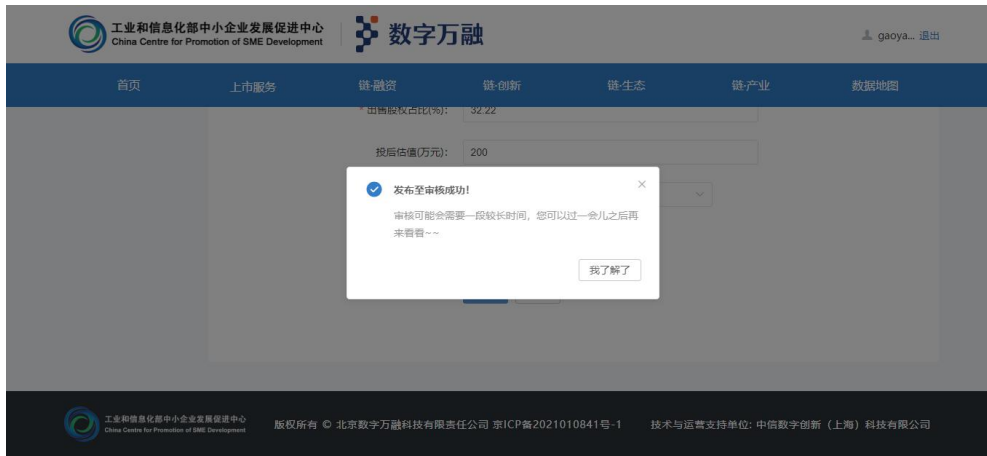 工业和信息化部中小企业发展促进中心
China Centre for Promotion of SME Development
数字万融
gaoya... 退出
首页 上市服务 链·融资 链·创新 链·生态 链·产业 数据地图
* 出售股权占比(%): 32.22
投后估值(万元): 200
发布至审核成功!
审核可能会需要一段较长时间, 您可以过一会儿之后再
来看看~~
我了解了
工业和信息化部中小企业发展促进中心
China Centre for Promotion of SME Development
版权所有 © 北京数字万融科技有限责任公司 京ICP备2021010841号-1 技术与运营支持单位: 中信数字创新（上海）科技有限公司